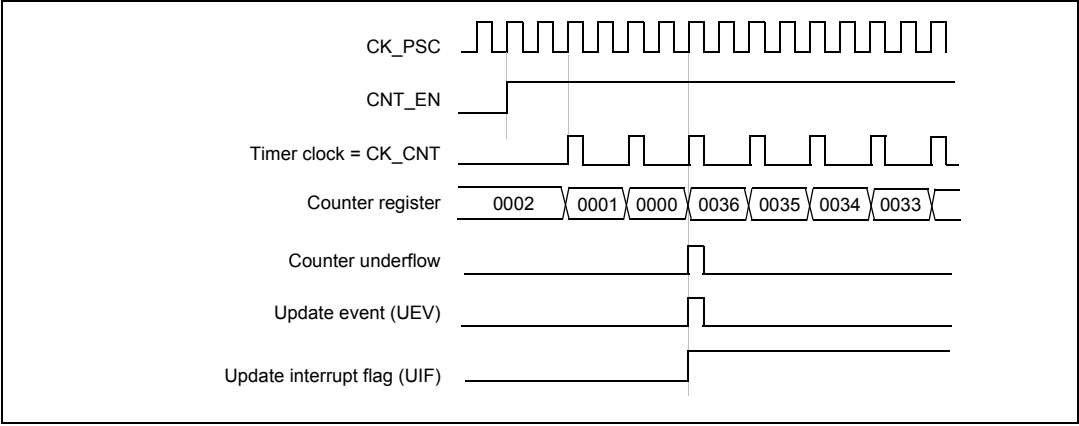 CK_PSC
CNT_EN
Timer clock = CK_CNT
Counter register 0002 0001 0000 0036 0035 0034 0033
Counter underflow
Update event (UEV)
Update interrupt flag (UIF)